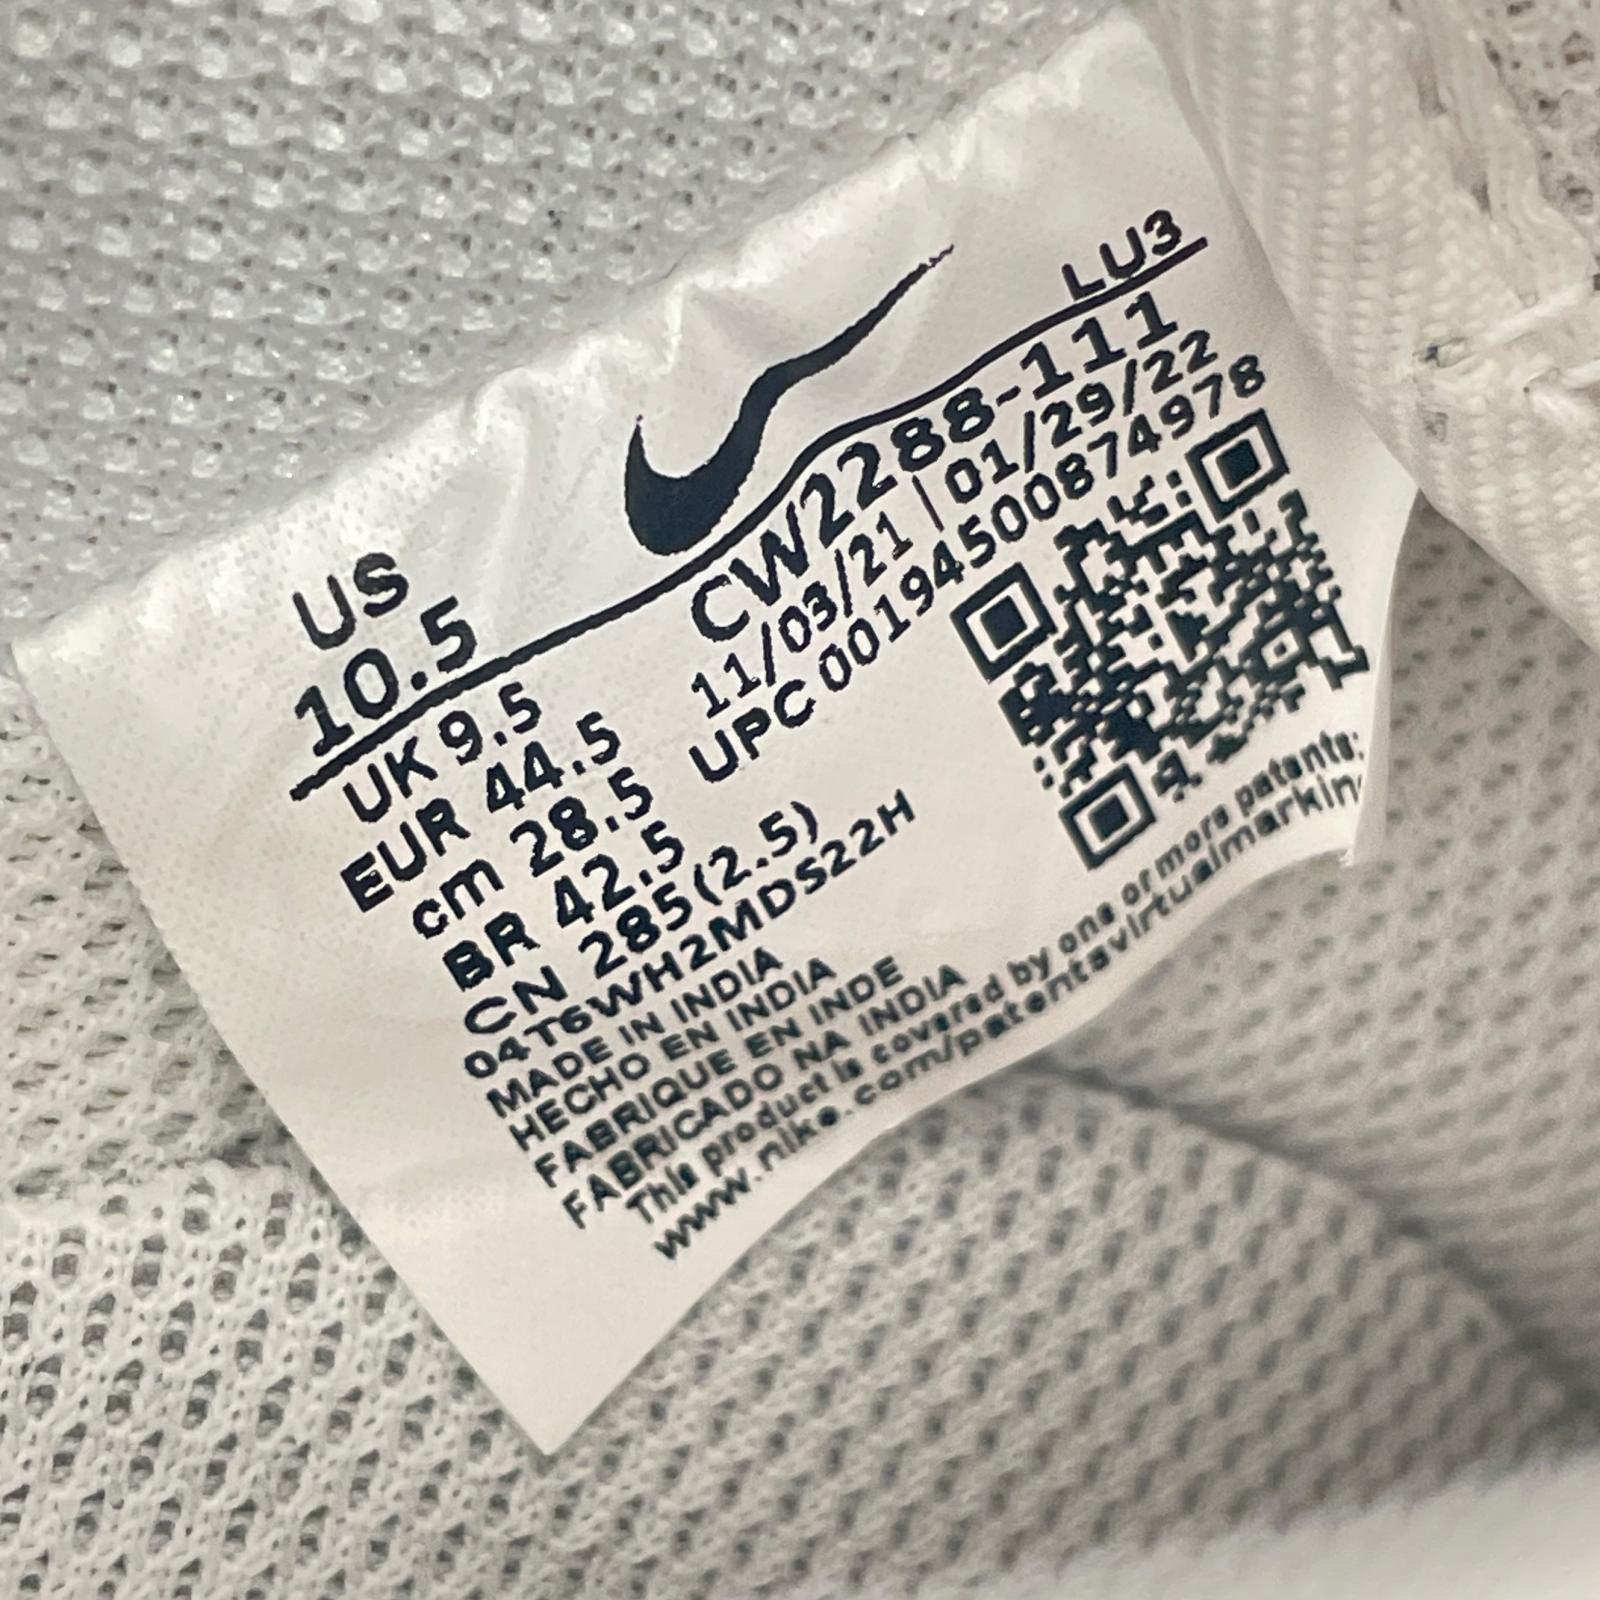 LU3
US
10.5
CW2288-111
11/03/21 | 01/29/22
UPC 00194500874978
UK 9.5
EUR 44.5
cm 28.5
BR 42.5
CN 285(2.5)
04T6WH2MDS22H
MADE IN INDIA
HECHO EN INDIA
FABRIQUE EN INDE
FABRICADO NA INDIA
This product is covered by one or more patents:
www.nike.com/patentavirtualmarkin